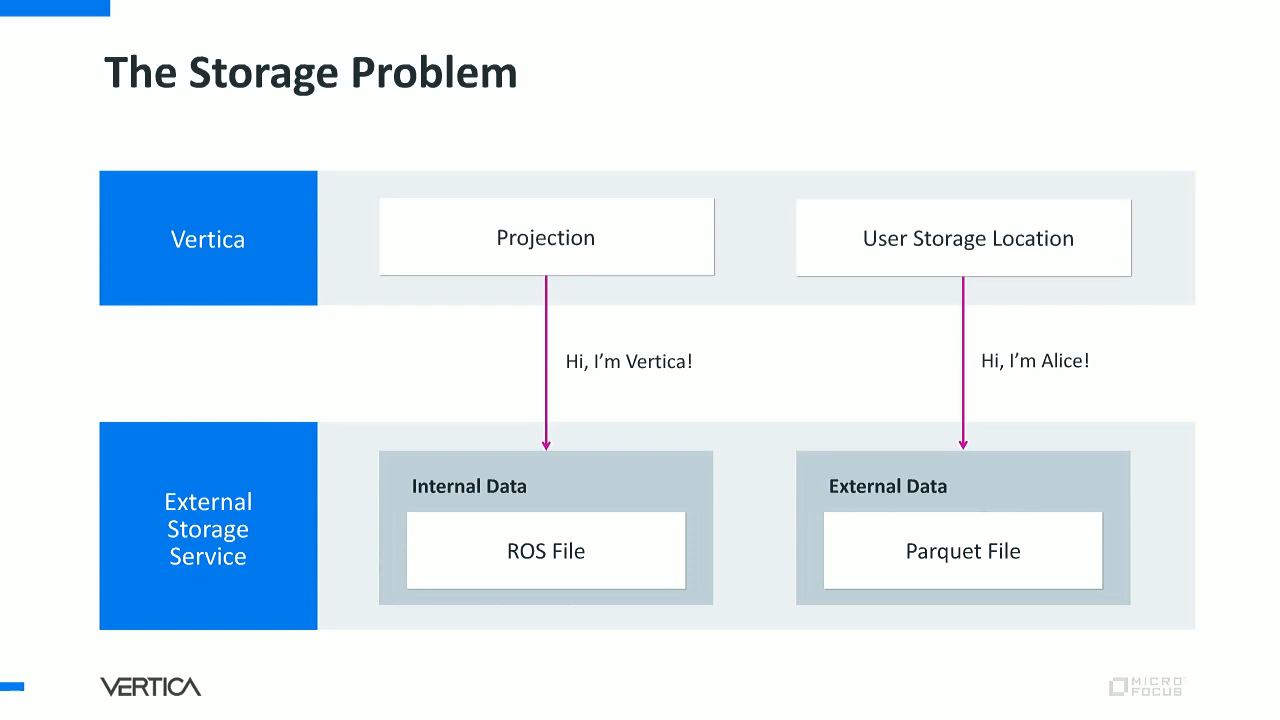 The Storage Problem
Vertica
Projection
User Storage Location
Hi, I'm Vertica!
Hi, I'm Alice!
External
Storage
Service
Internal Data
ROS File
External Data
Parquet File
VERTICA
MICRO
FOCUS